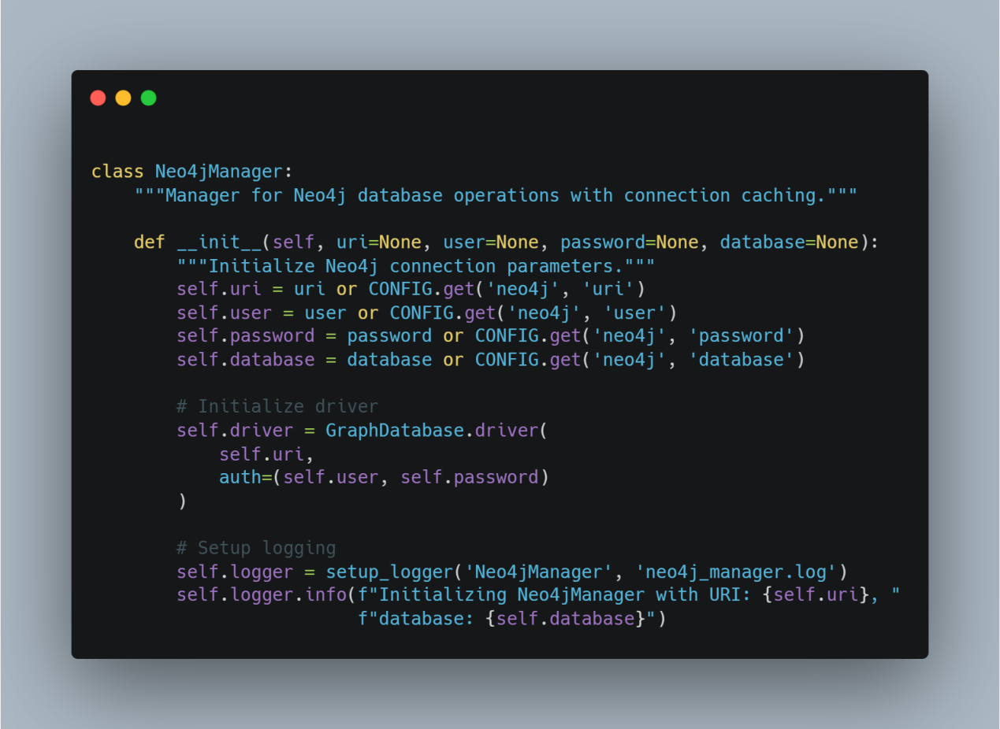 class Neo4jManager:
    """Manager for Neo4j database operations with connection caching."""
    def __init__(self, uri=None, user=None, password=None, database=None):
        """Initialize Neo4j connection parameters."""
        self.uri = uri or CONFIG.get('neo4j', 'uri')
        self.user = user or CONFIG.get('neo4j', 'user')
        self.password = password or CONFIG.get('neo4j', 'password')
        self.database = database or CONFIG.get('neo4j', 'database')
        # Initialize driver
        self.driver = GraphDatabase.driver(
            self.uri,
            auth=(self.user, self.password)
        )
        # Setup logging
        self.logger = setup_logger('Neo4jManager', 'neo4j_manager.log')
        self.logger.info(f"Initializing Neo4jManager with URI: {self.uri}, "
                         f"database: {self.database}")